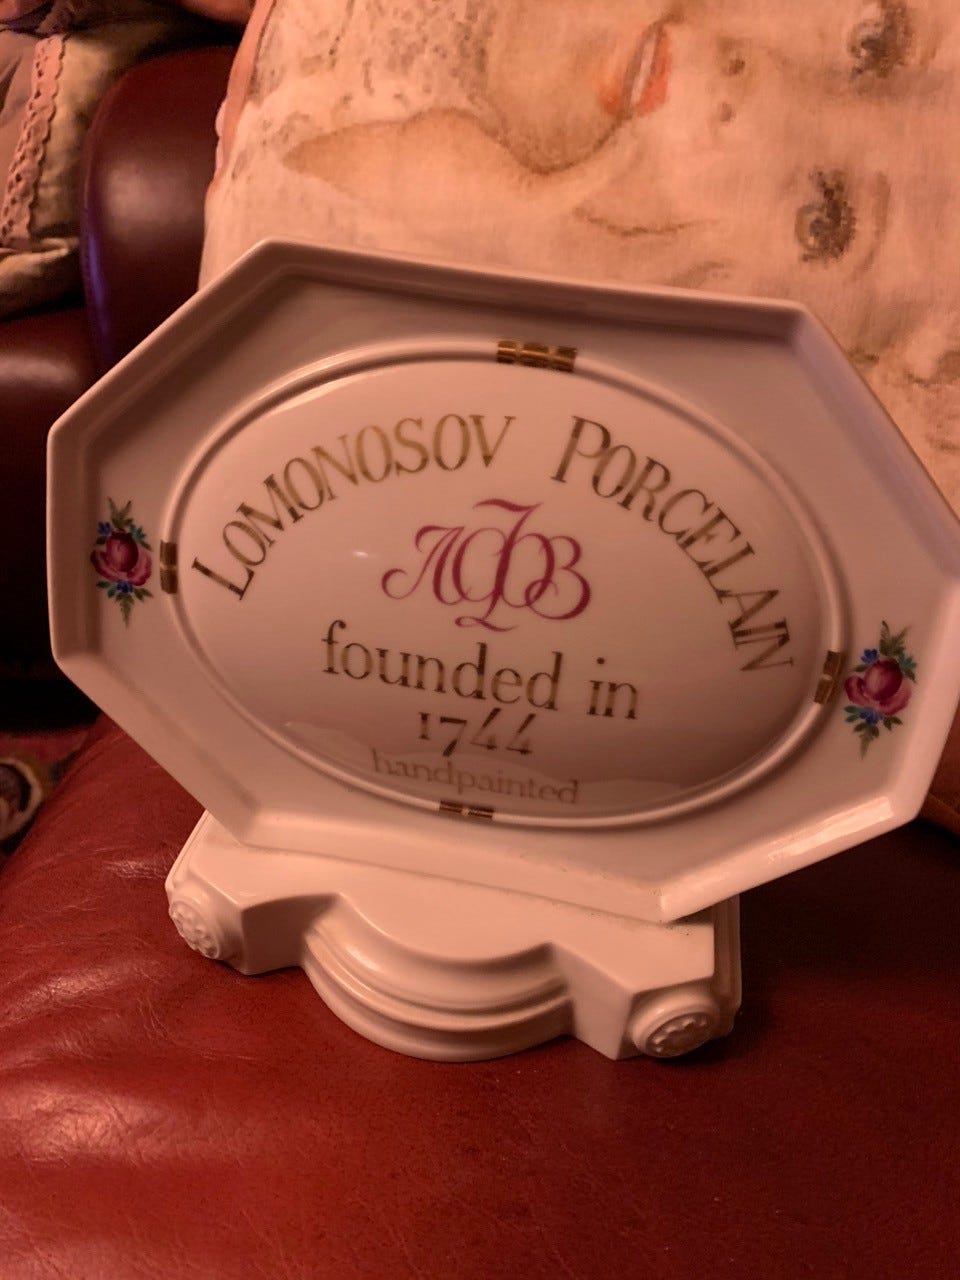 LOMONOSOV PORCELAIN
ЛФЗ
founded in
1744
handpainted